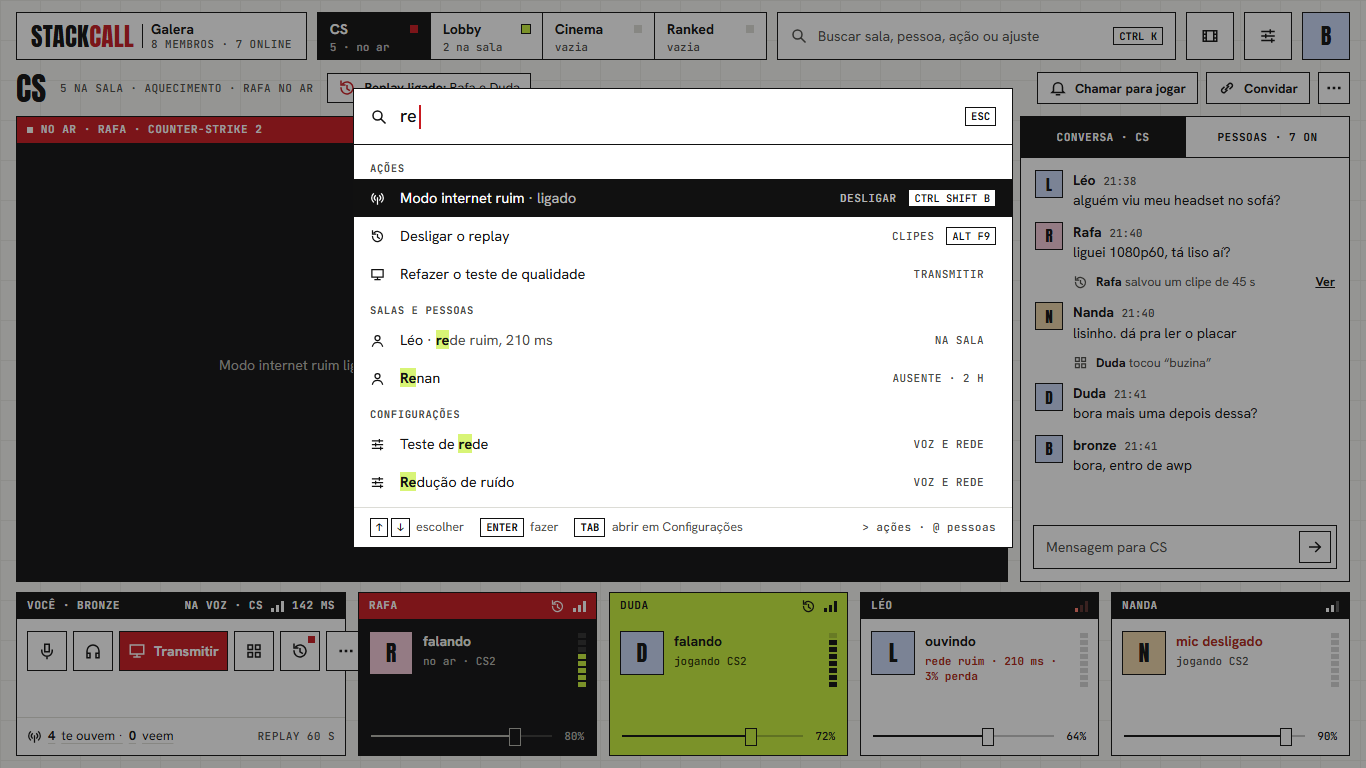 STACKCALL
Galera
8 MEMBROS · 7 ONLINE
CS
5 · no ar
Lobby
2 na sala
Cinema
vazia
Ranked
vazia
Buscar sala, pessoa, ação ou ajuste
CTRL K
B
CS
5 NA SALA · AQUECIMENTO · RAFA NO AR
Replay ligado: Rafa e Duda
Chamar para jogar
Convidar
NO AR · RAFA · COUNTER-STRIKE 2
Modo internet ruim lig
re
ESC
AÇÕES
Modo internet ruim · ligado
DESLIGAR
CTRL SHIFT B
Desligar o replay
CLIPES
ALT F9
Refazer o teste de qualidade
TRANSMITIR
SALAS E PESSOAS
Léo · rede ruim, 210 ms
NA SALA
Renan
AUSENTE · 2 H
CONFIGURAÇÕES
Teste de rede
VOZ E REDE
Redução de ruído
VOZ E REDE
↑ ↓ escolher
ENTER fazer
TAB abrir em Configurações
> ações · @ pessoas
CONVERSA · CS
PESSOAS · 7 ON
L
Léo 21:38
alguém viu meu headset no sofá?
R
Rafa 21:40
liguei 1080p60, tá liso aí?
Rafa salvou um clipe de 45 s
Ver
N
Nanda 21:40
lisinho. dá pra ler o placar
Duda tocou “buzina”
D
Duda 21:41
bora mais uma depois dessa?
B
bronze 21:41
bora, entro de awp
Mensagem para CS
VOCÊ · BRONZE
NA VOZ · CS
142 MS
Transmitir
4 te ouvem · 0 veem
REPLAY 60 S
RAFA
R
falando
no ar · CS2
80%
DUDA
D
falando
jogando CS2
72%
LÉO
L
ouvindo
rede ruim · 210 ms ·
3% perda
64%
NANDA
N
mic desligado
jogando CS2
90%